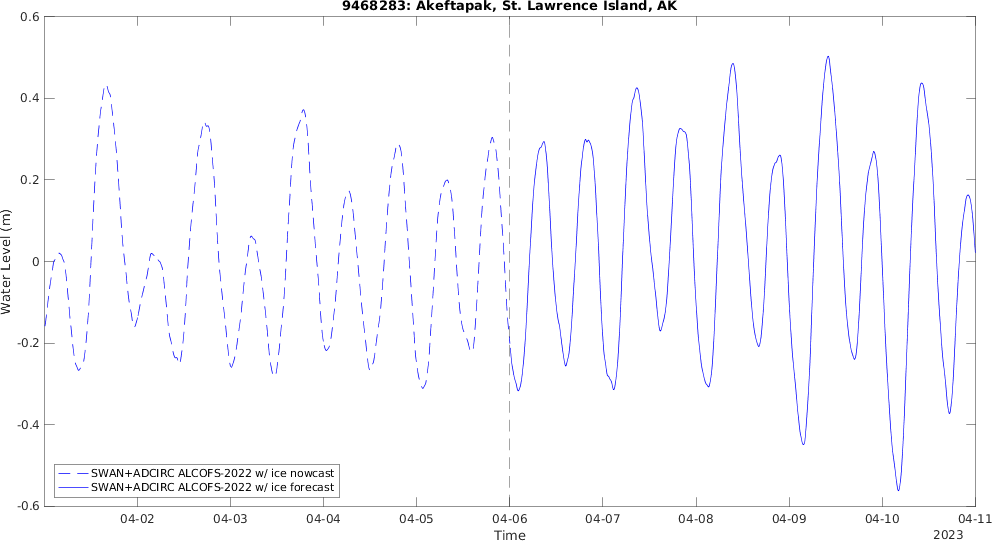 9468283: Akeftapak, St. Lawrence Island, AK
0.6
0.4
0.2
0
-0.2
-0.4
-0.6
Water Level (m)
SWAN+ADCIRC ALCOFS-2022 w/ ice nowcast
SWAN+ADCIRC ALCOFS-2022 w/ ice forecast
04-02 04-03 04-04 04-05 04-06 04-07 04-08 04-09 04-10 04-11
Time
2023